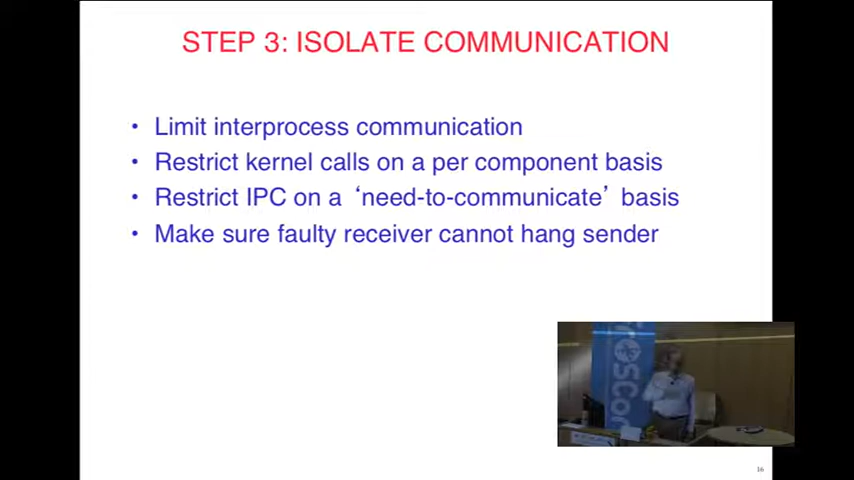 STEP 3: ISOLATE COMMUNICATION
• Limit interprocess communication
• Restrict kernel calls on a per component basis
• Restrict IPC on a ‘need-to-communicate’ basis
• Make sure faulty receiver cannot hang sender
16